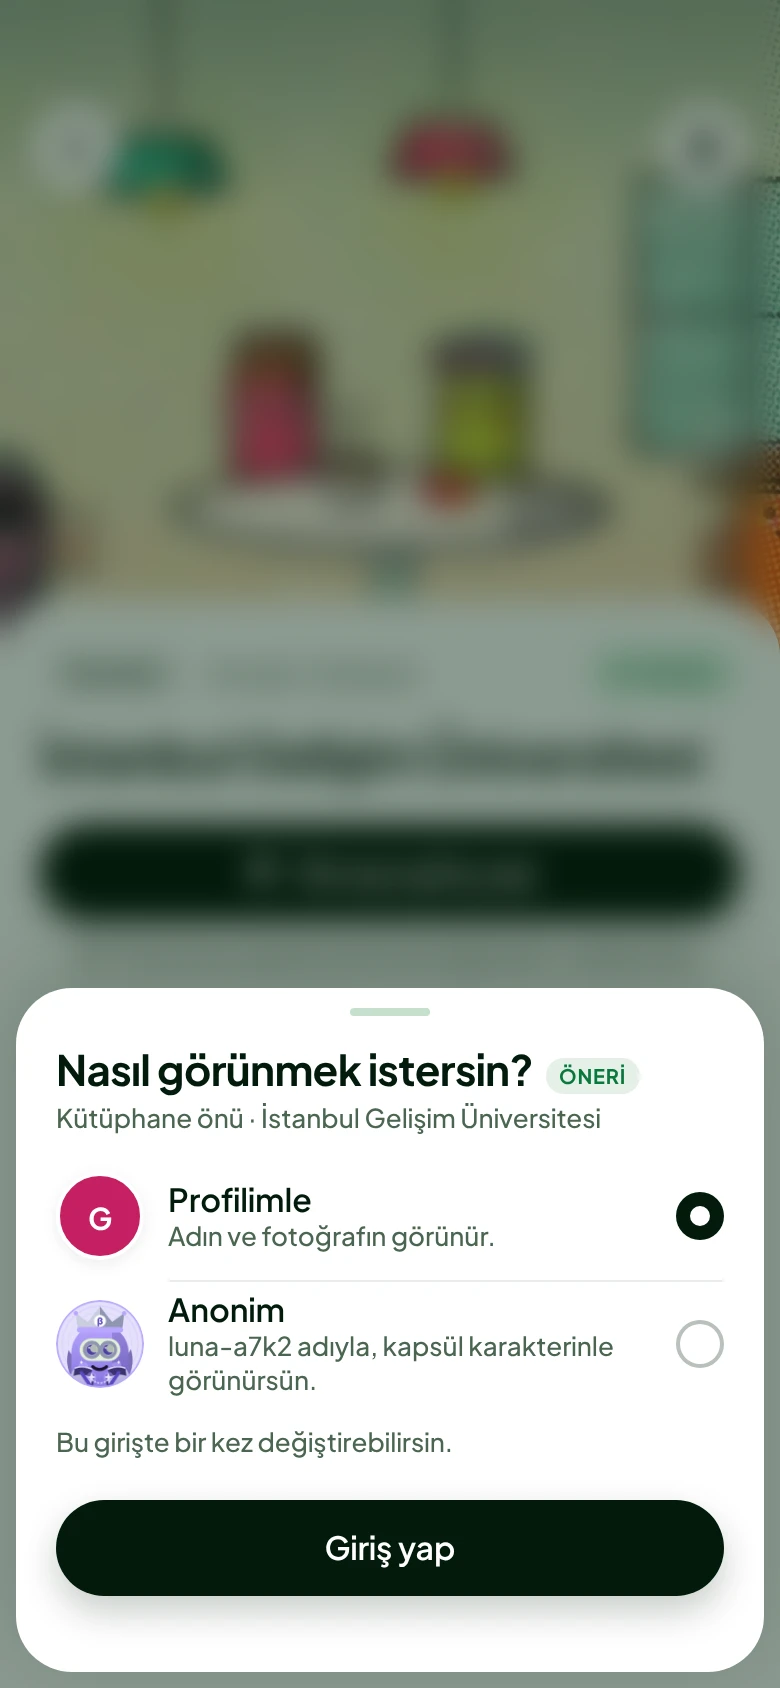 Nasıl görünmek istersin? ÖNERİ
Kütüphane önü · İstanbul Gelişim Üniversitesi
G
Profilimle
Adın ve fotoğrafın görünür.
β
Anonim
luna-a7k2 adıyla, kapsül karakterinle
görünürsün.
Bu girişte bir kez değiştirebilirsin.
Giriş yap